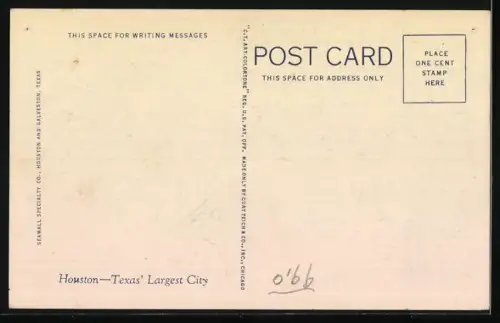 THIS SPACE FOR WRITING MESSAGES
SEAWALL SPECIALTY CO., HOUSTON AND GALVESTON, TEXAS
Houston—Texas' Largest City
"C.T. ART-COLORTONE" REG. U.S. PAT. OFF. MADE ONLY BY CURT TEICH & CO., INC., CHICAGO
POST CARD
THIS SPACE FOR ADDRESS ONLY
PLACE
ONE CENT
STAMP
HERE